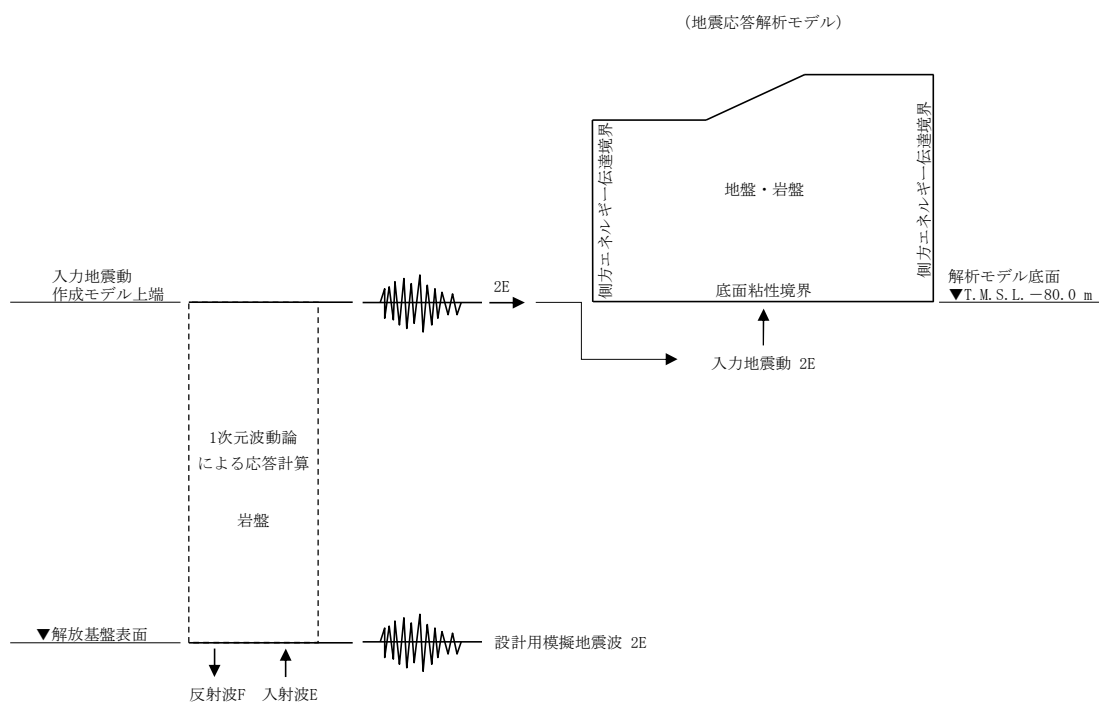 (地震応答解析モデル)
側方エネルギー伝達境界
側方エネルギー伝達境界
地盤・岩盤
底面粘性境界
入力地震動
作成モデル上端
2E
解析モデル底面
▼T.M.S.L.－80.0 m
入力地震動 2E
1次元波動論
による応答計算
岩盤
▼解放基盤表面
設計用模擬地震波 2E
反射波F
入射波E